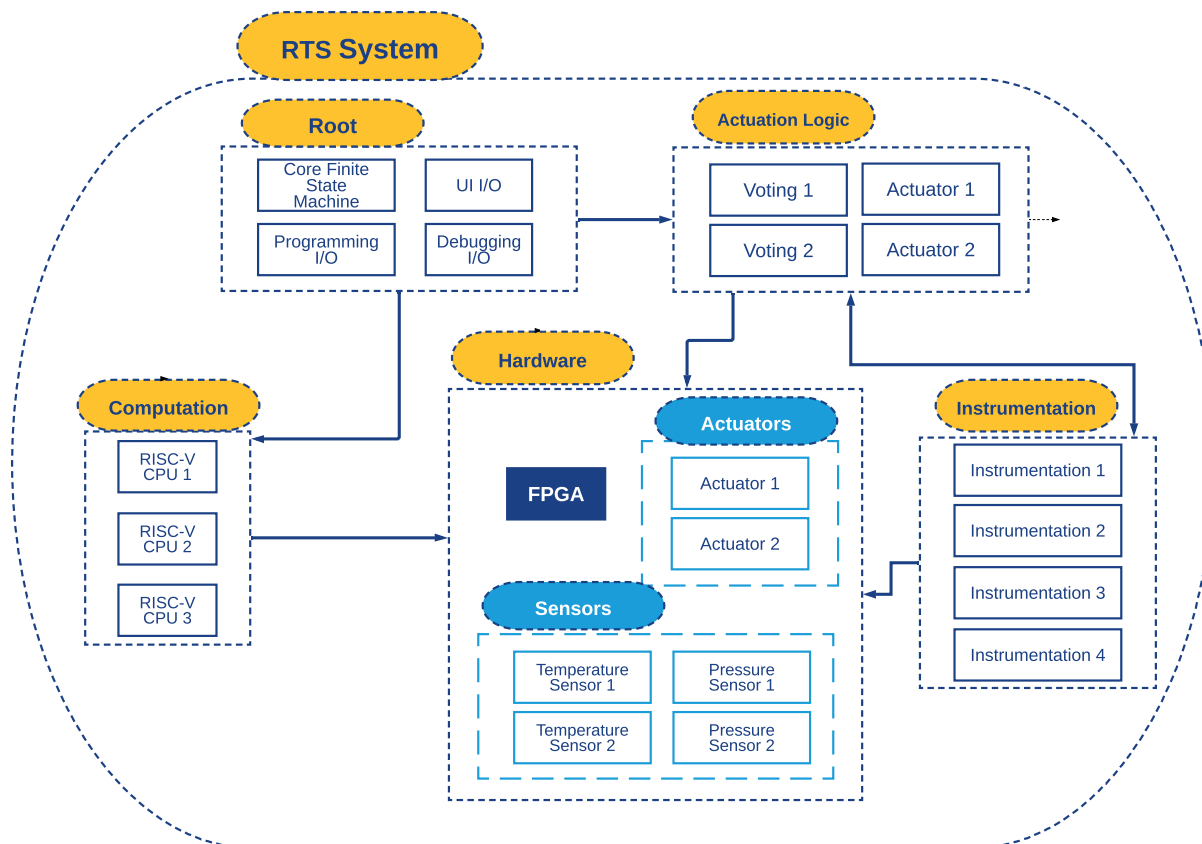 RTS System
Root
Core Finite
State
Machine
UI I/O
Programming
I/O
Debugging
I/O
Actuation Logic
Voting 1
Actuator 1
Voting 2
Actuator 2
Computation
RISC-V
CPU 1
RISC-V
CPU 2
RISC-V
CPU 3
Hardware
FPGA
Actuators
Actuator 1
Actuator 2
Sensors
Temperature
Sensor 1
Pressure
Sensor 1
Temperature
Sensor 2
Pressure
Sensor 2
Instrumentation
Instrumentation 1
Instrumentation 2
Instrumentation 3
Instrumentation 4